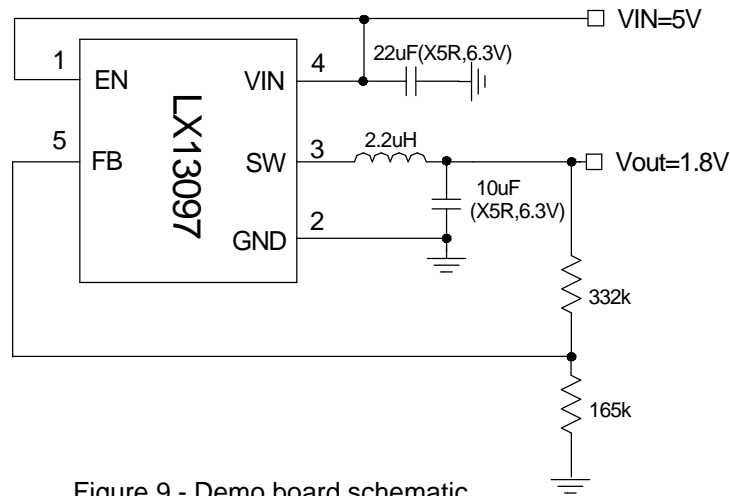 VIN=5V
1
EN
VIN
4
22uF(X5R,6.3V)
LX13097
5
FB
SW
3
2.2uH
Vout=1.8V
10uF
(X5R,6.3V)
GND
2
332k
165k
Figure 9 - Demo board schematic